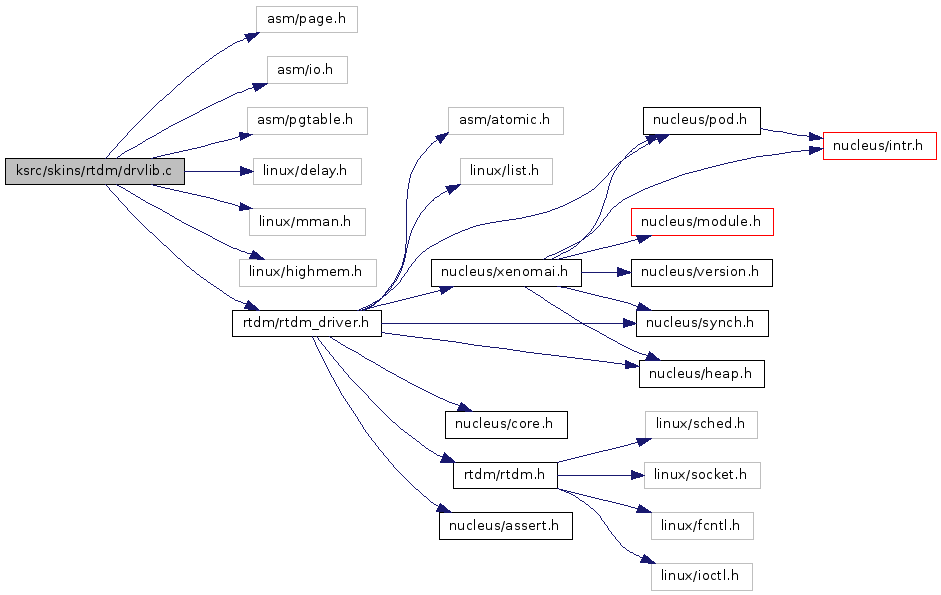 asm/page.h
asm/io.h
asm/pgtable.h
asm/atomic.h
nucleus/pod.h
nucleus/intr.h
ksrc/skins/rtdm/drvlib.c
linux/delay.h
linux/list.h
linux/mman.h
nucleus/module.h
linux/highmem.h
nucleus/xenomai.h
nucleus/version.h
rtdm/rtdm_driver.h
nucleus/synch.h
nucleus/heap.h
nucleus/core.h
linux/sched.h
rtdm/rtdm.h
linux/socket.h
nucleus/assert.h
linux/fcntl.h
linux/ioctl.h